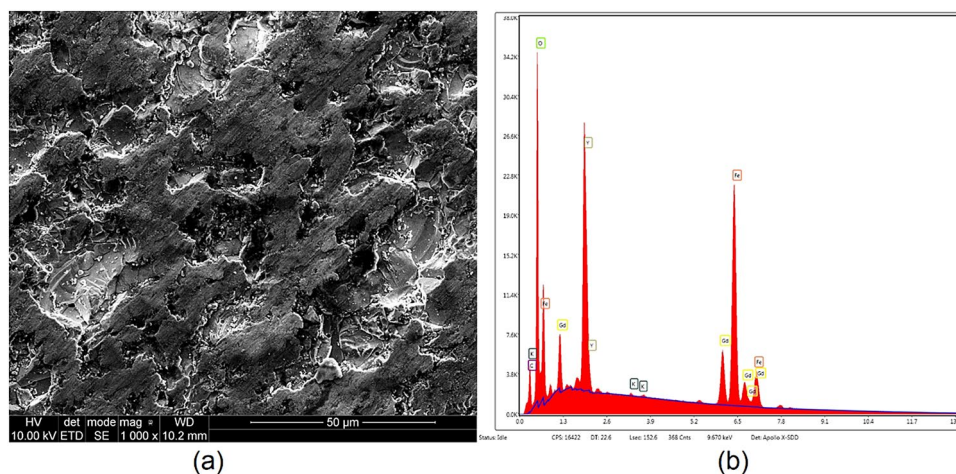 HV det mode mag WD
10.00 kV ETD SE 1 000 x 10.2 mm
50 µm
(a)
38.0K
34.2K
30.4K
26.6K
22.8K
19.0K
15.2K
11.4K
7.6K
3.8K
0.0K
O
Y
Fe
Fe
Gd
Y
K
C
K
K
Gd
Gd
Gd
Fe
Gd
0.0 1.3 2.6 3.9 5.2 6.5 7.8 9.1 10.4 11.7
Status: Idle CPS: 16422 DT: 22.6 Lsec: 152.6 368 Cnts 9.670 keV Det: Apollo X-SDD
(b)